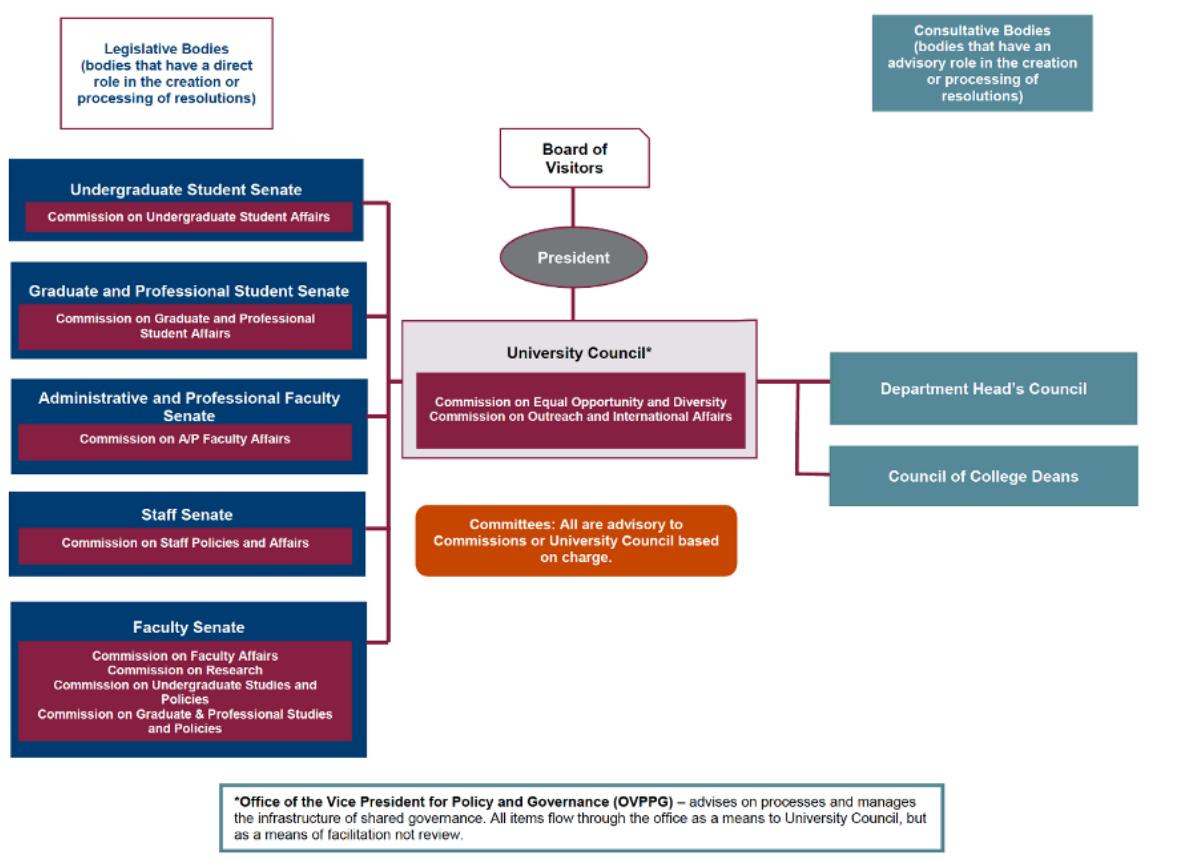 Legislative Bodies
(bodies that have a direct
role in the creation or
processing of resolutions)
Consultative Bodies
(bodies that have an
advisory role in the creation
or processing of
resolutions)
Board of
Visitors
President
Undergraduate Student Senate
Commission on Undergraduate Student Affairs
Graduate and Professional Student Senate
Commission on Graduate and Professional
Student Affairs
Administrative and Professional Faculty
Senate
Commission on A/P Faculty Affairs
Staff Senate
Commission on Staff Policies and Affairs
Faculty Senate
Commission on Faculty Affairs
Commission on Research
Commission on Undergraduate Studies and
Policies
Commission on Graduate & Professional Studies
and Policies
University Council*
Commission on Equal Opportunity and Diversity
Commission on Outreach and International Affairs
Committees: All are advisory to
Commissions or University Council based
on charge.
Department Head's Council
Council of College Deans
*Office of the Vice President for Policy and Governance (OVPPG) – advises on processes and manages
the infrastructure of shared governance. All items flow through the office as a means to University Council, but
as a means of facilitation not review.